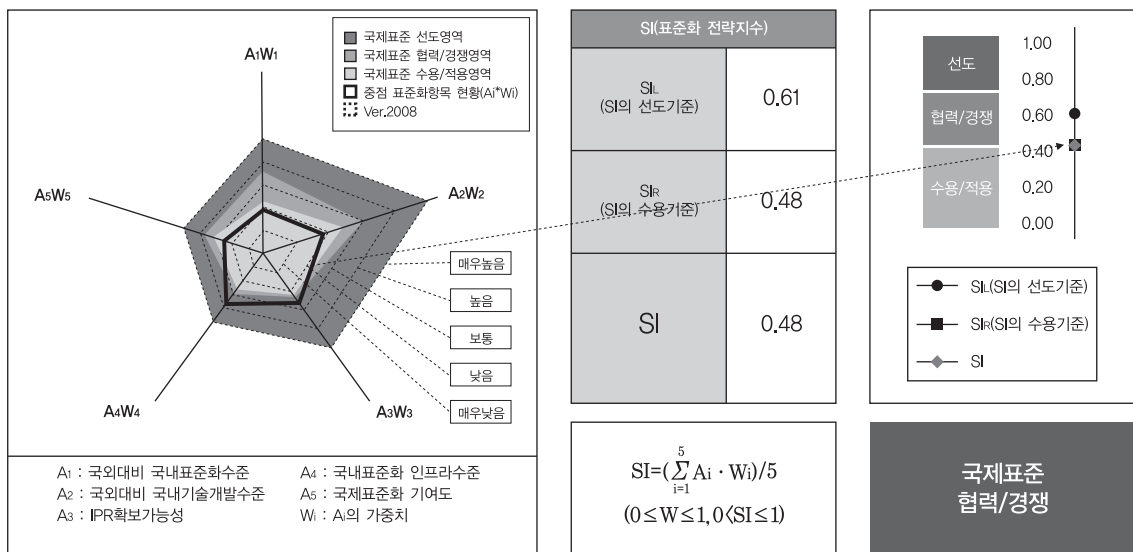 A₁W₁
국제표준 선도영역
국제표준 협력/경쟁영역
국제표준 수용/적용영역
중점 표준화항목 현황(Ai*Wi)
Ver.2008
A₅W₅
A₂W₂
매우높음
높음
보통
낮음
매우낮음
A₄W₄
A₃W₃
A₁ : 국외대비 국내표준화수준
A₂ : 국외대비 국내기술개발수준
A₃ : IPR확보가능성
A₄ : 국내표준화 인프라수준
A₅ : 국제표준화 기여도
Wᵢ : Aᵢ의 가중치
SI(표준화 전략지수)
SIL
(SI의 선도기준)
0.61
SIR
(SI의 수용기준)
0.48
SI
0.48
SI=(∑ Ai · Wi)/5
5
i=1
(0≤W≤1, 0<SI≤1)
선도
협력/경쟁
수용/적용
1.00
0.80
0.60
0.40
0.20
0.00
SIL(SI의 선도기준)
SIR(SI의 수용기준)
SI
국제표준
협력/경쟁